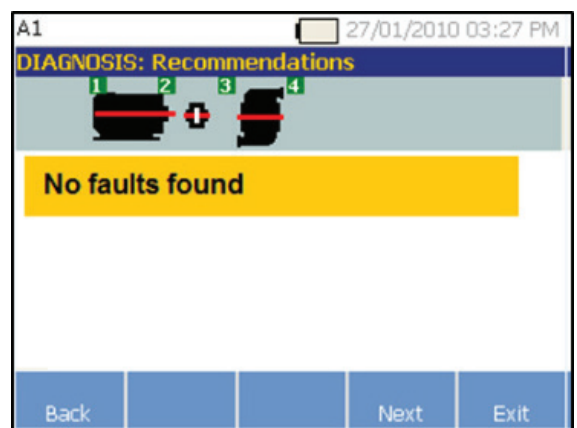 A1 27/01/2010 03:27 PM
DIAGNOSIS: Recommendations
1 2 3 4
No faults found
Back Next Exit